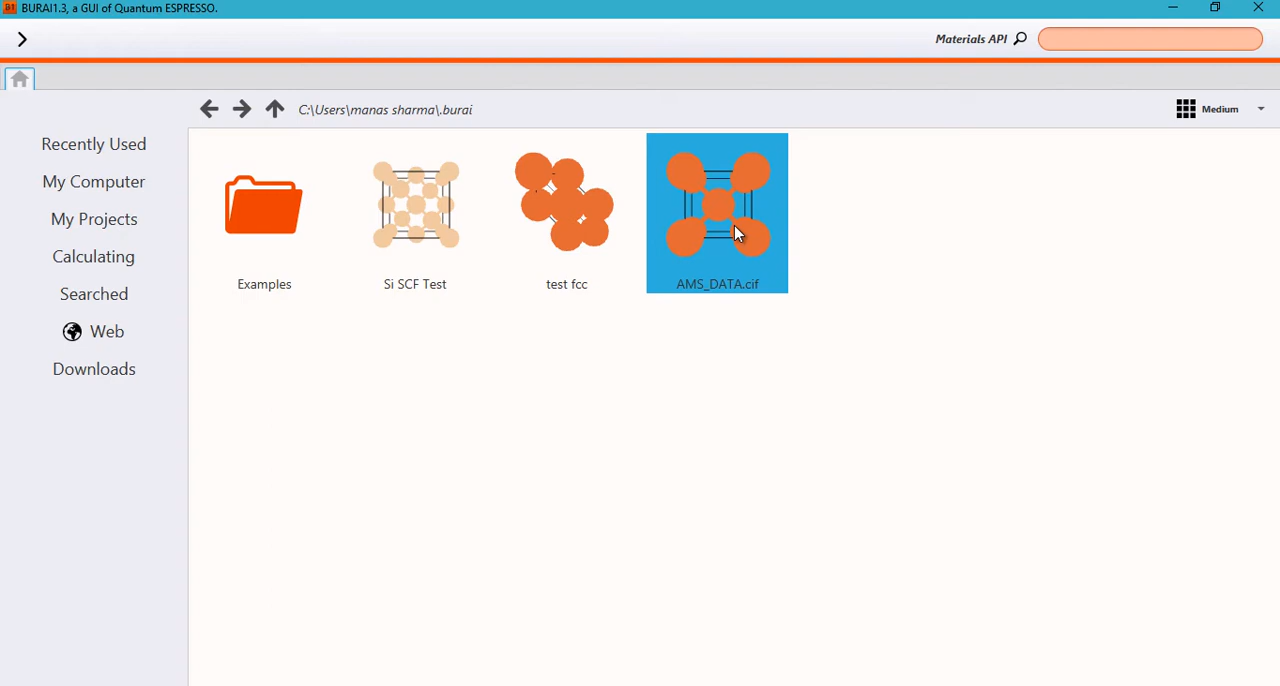 BURAI1.3, a GUI of Quantum ESPRESSO.
Materials API
C:\Users\manas sharma\.burai
Medium
Recently Used
My Computer
My Projects
Calculating
Searched
Web
Downloads
Examples
Si SCF Test
test fcc
AMS_DATA.cif